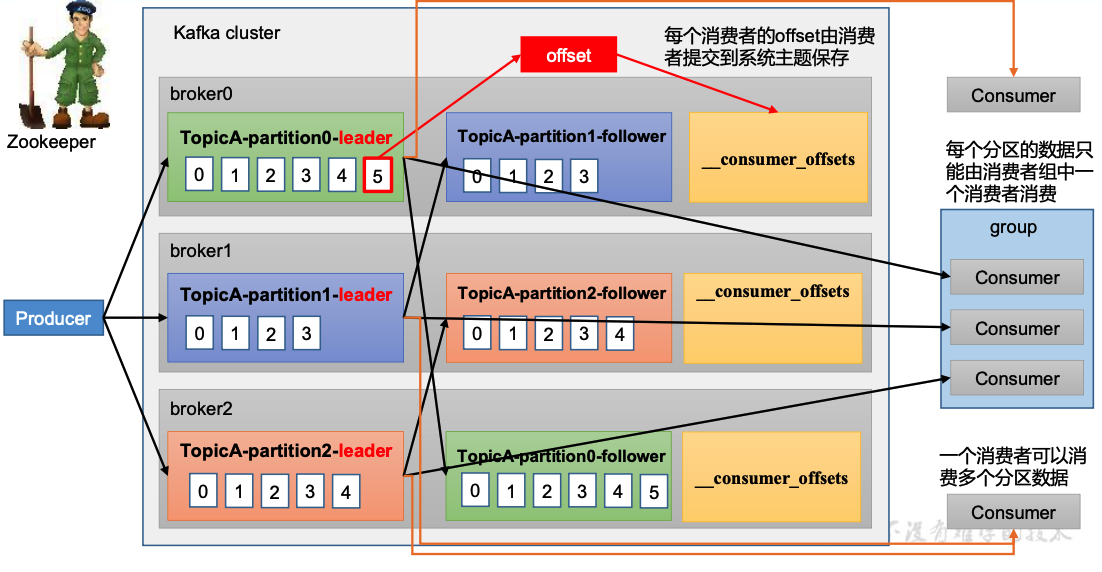 ZOO
Zookeeper
Kafka cluster
offset
每个消费者的offset由消费
者提交到系统主题保存
Consumer
broker0
TopicA-partition0-leader
0 1 2 3 4 5
TopicA-partition1-follower
0 1 2 3
__consumer_offsets
每个分区的数据只
能由消费者组中一
个消费者消费
group
Consumer
Consumer
Consumer
broker1
TopicA-partition1-leader
0 1 2 3
TopicA-partition2-follower
0 1 2 3 4
__consumer_offsets
Producer
broker2
TopicA-partition2-leader
0 1 2 3 4
TopicA-partition0-follower
0 1 2 3 4 5
__consumer_offsets
一个消费者可以消
费多个分区数据
Consumer